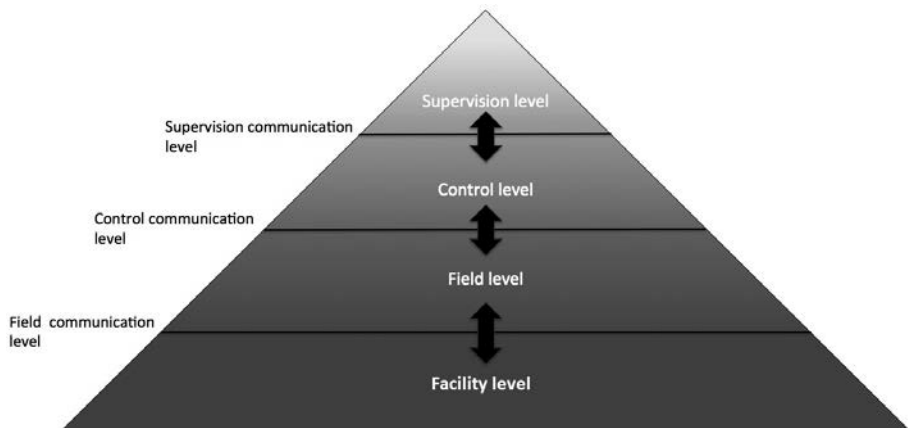 Supervision level
Supervision communication
level
Control level
Control communication
level
Field level
Field  communication
level
Facility level